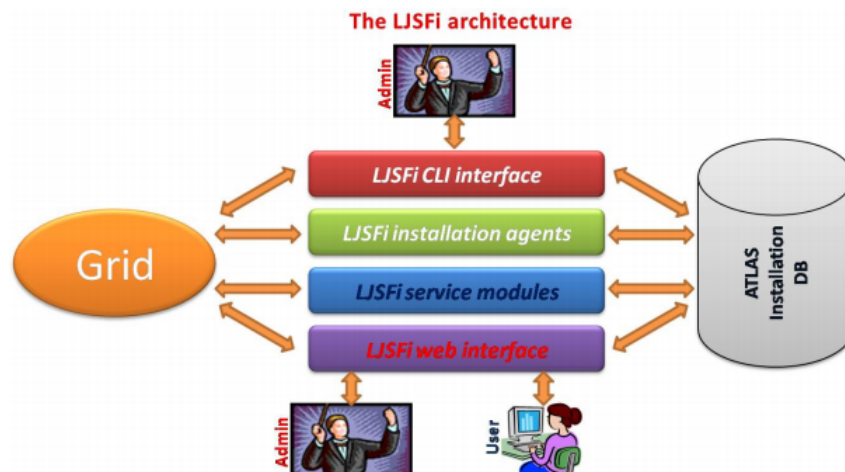 The LJSFi architecture
Admin
LJSFi CLI interface
LJSFi installation agents
Grid
LJSFi service modules
ATLAS
Installation
DB
LJSFi web interface
Admin
User